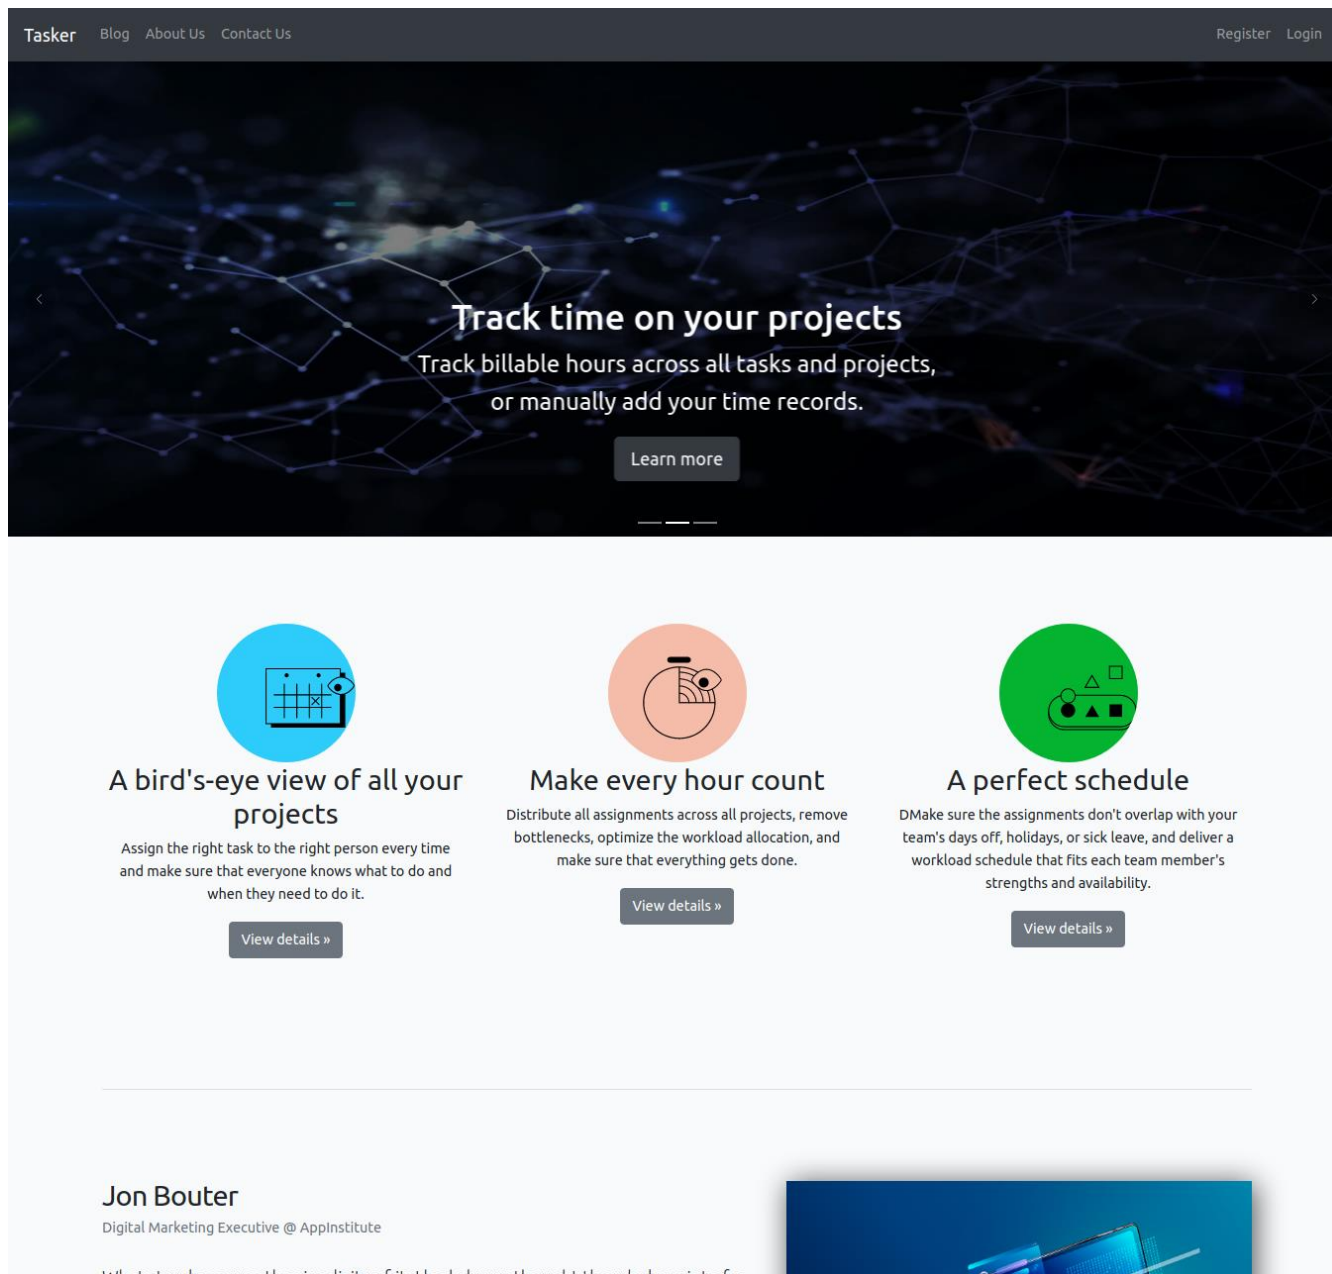 Tasker Blog About Us Contact Us Register Login
Track time on your projects
Track billable hours across all tasks and projects,
or manually add your time records.
Learn more
A bird's-eye view of all your
projects
Assign the right task to the right person every time
and make sure that everyone knows what to do and
when they need to do it.
View details »
Make every hour count
Distribute all assignments across all projects, remove
bottlenecks, optimize the workload allocation, and
make sure that everything gets done.
View details »
A perfect schedule
DMake sure the assignments don't overlap with your
team's days off, holidays, or sick leave, and deliver a
workload schedule that fits each team member's
strengths and availability.
View details »
Jon Bouter
Digital Marketing Executive @ AppInstitute